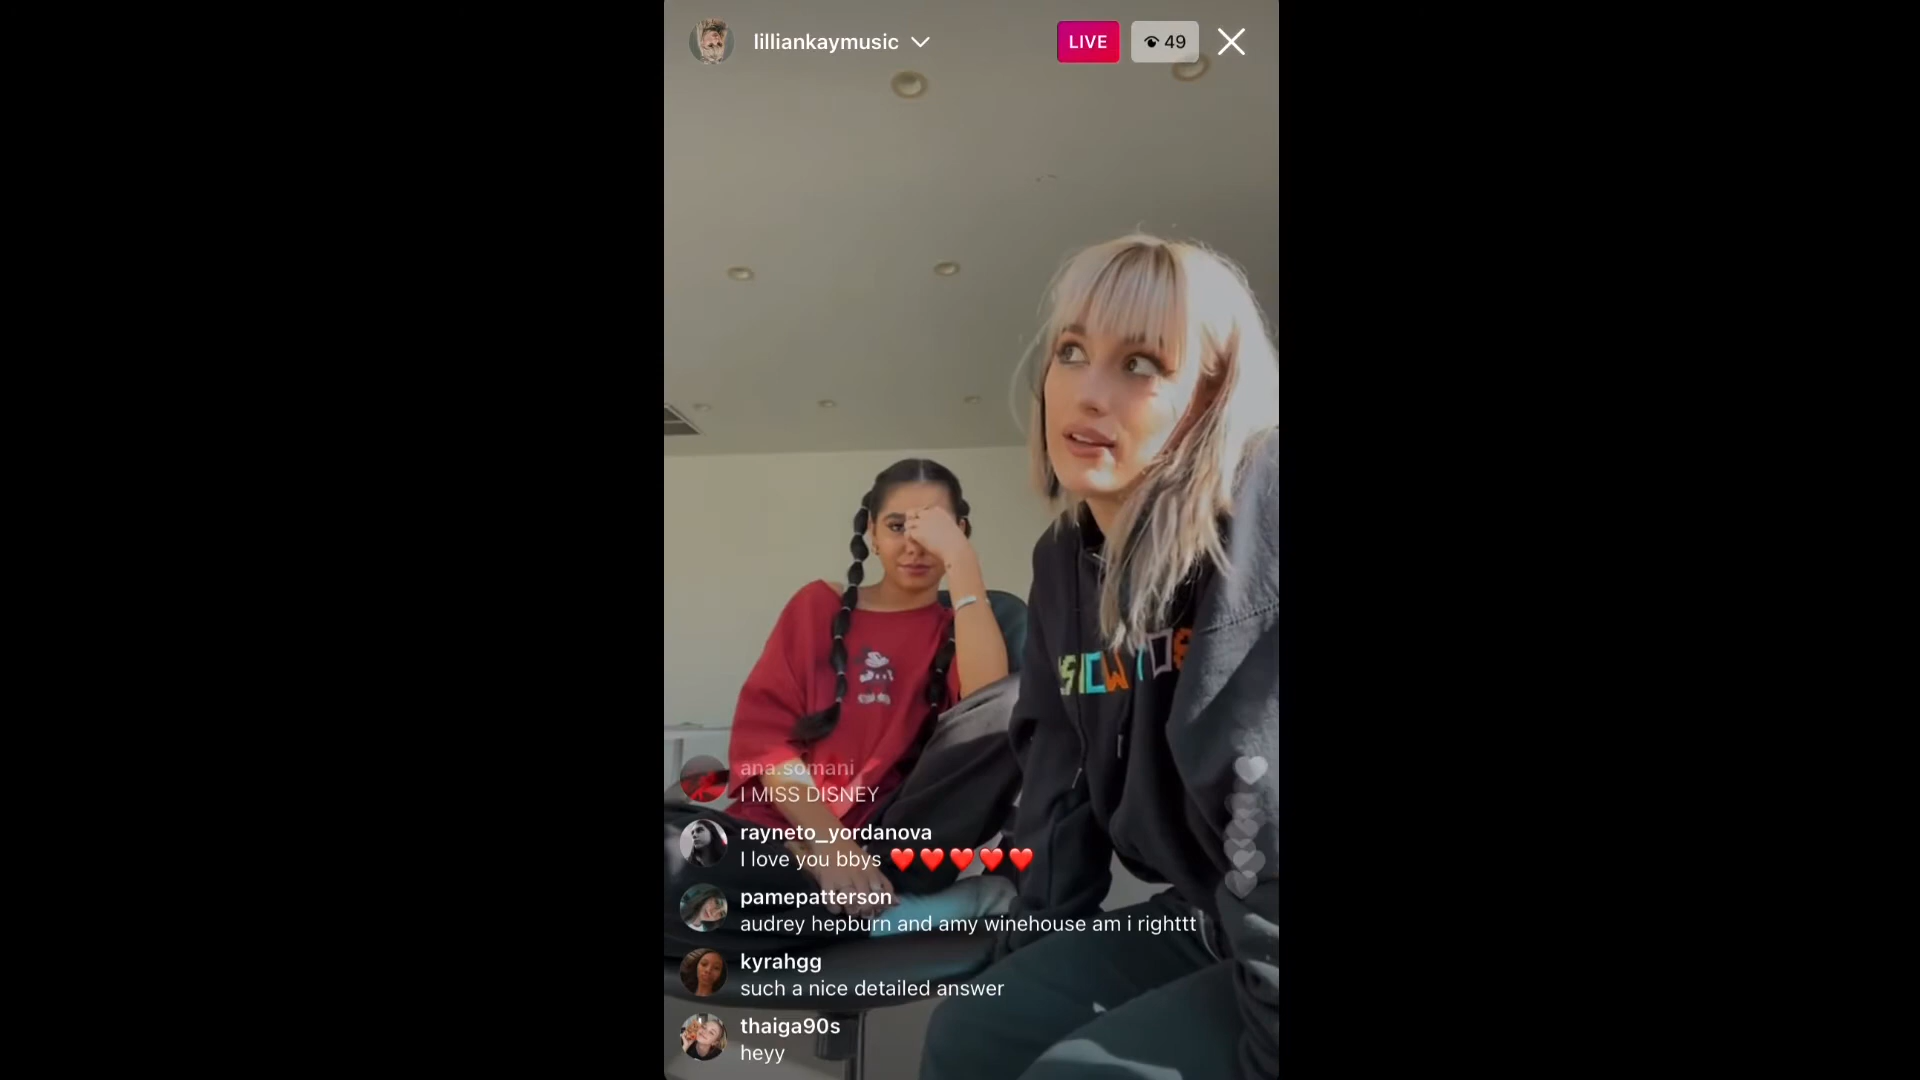 lilliankaymusic
LIVE
49
ana.somani
I MISS DISNEY
rayneto_yordanova
I love you bbys ❤️❤️❤️❤️❤️
pamepatterson
audrey hepburn and amy winehouse am i righttt
kyrahgg
such a nice detailed answer
thaiga90s
heyy